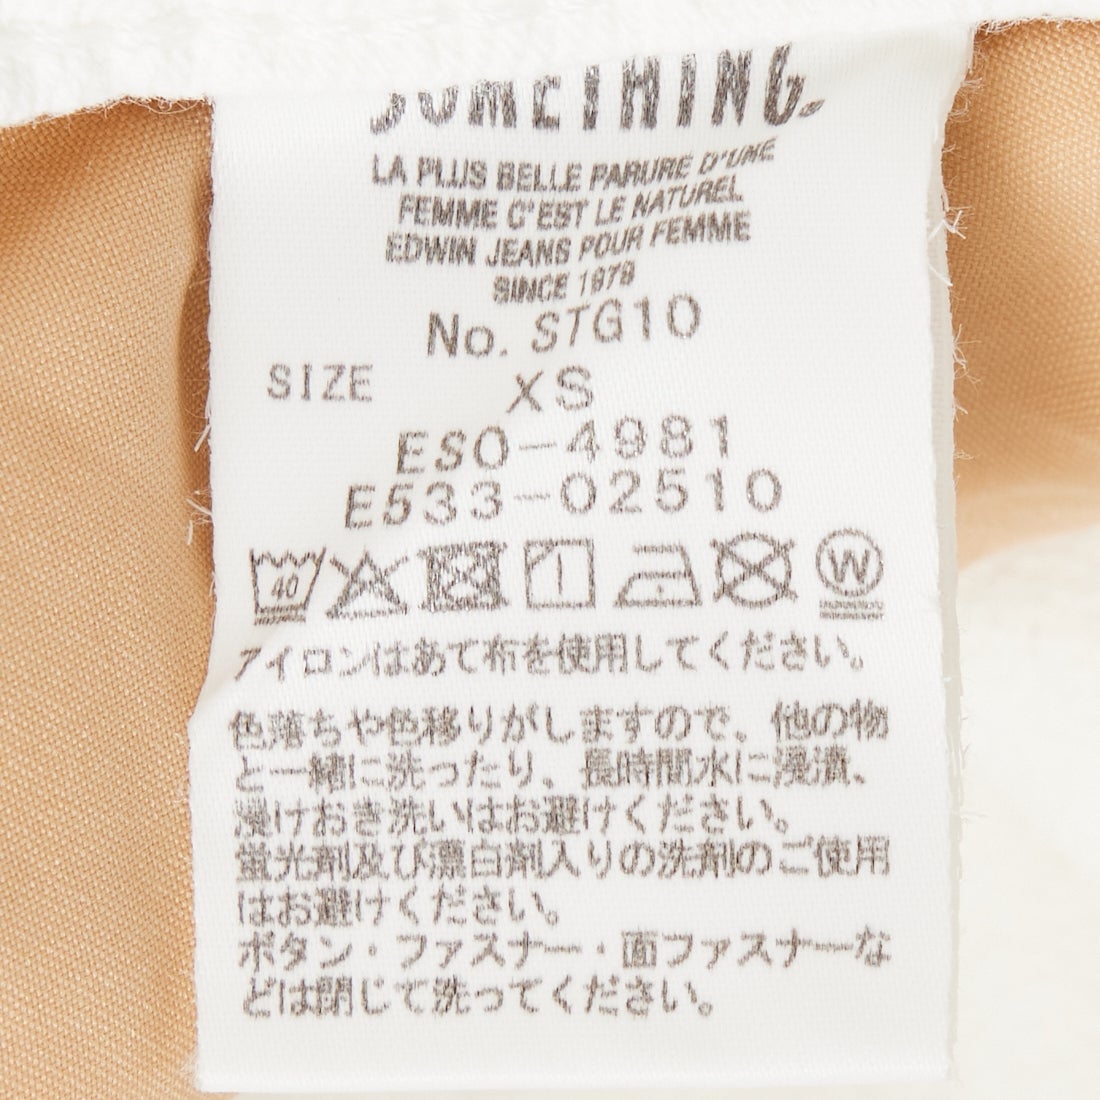 SOMETHING.
LA PLUS BELLE PARURE D'UNE
FEMME C'EST LE NATUREL
EDWIN JEANS POUR FEMME
SINCE 1979
No. STG10
SIZE XS
ESO-4981
E533-02510
40 W
アイロンはあて布を使用してください。
色落ちや色移りがしますので、他の物
と一緒に洗ったり、長時間水に浸漬、
浸けおき洗いはお避けください。
蛍光剤及び漂白剤入りの洗剤のご使用
はお避けください。
ボタン・ファスナー・面ファスナーな
どは閉じて洗ってください。